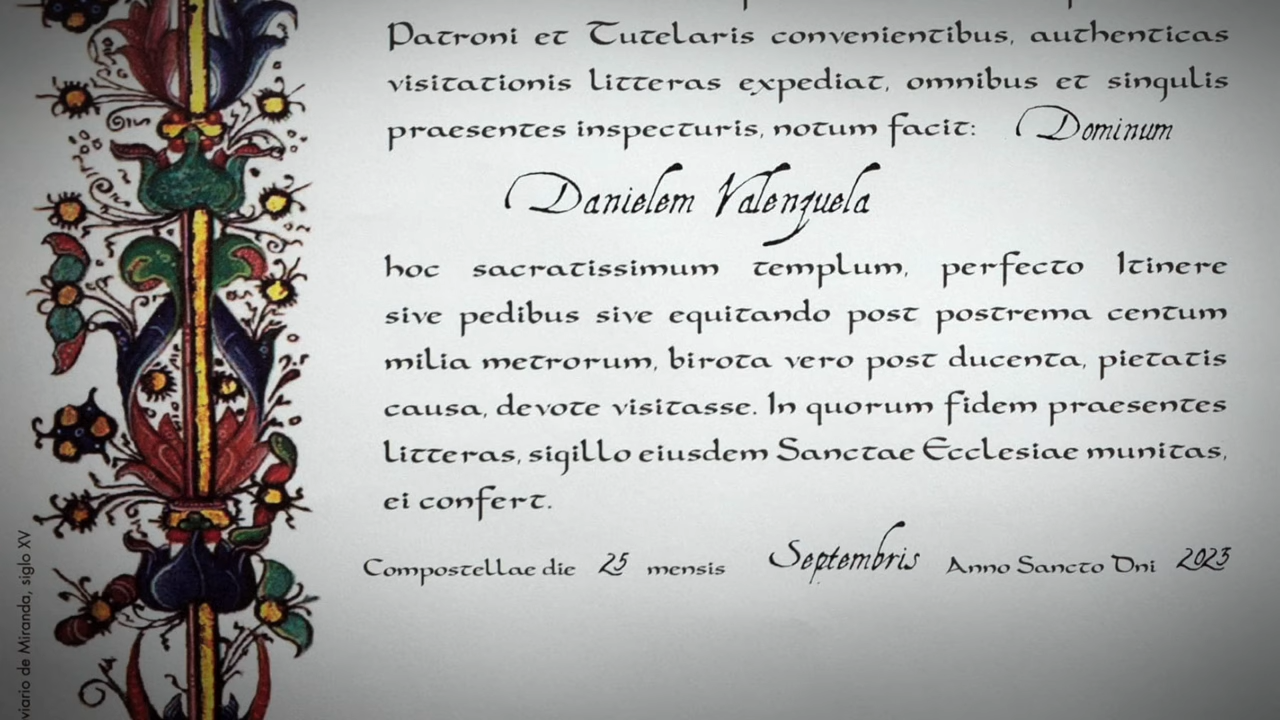 Patroni et Tutelaris convenientibus, authenticas
visitationis litteras expediat, omnibus et singulis
praesentes inspecturis, notum facit: Dominum
Danielem Valenzuela
hoc sacratissimum templum, perfecto Itinere
sive pedibus sive equitando post postrema centum
milia metrorum, birota vero post ducenta, pietatis
causa, devote visitasse. In quorum fidem praesentes
litteras, sigillo eiusdem Sanctae Ecclesiae munitas,
ei confert.
Compostellae die 25 mensis Septembris Anno Sancto Dni 2023
viario de Miranda, siglo XV